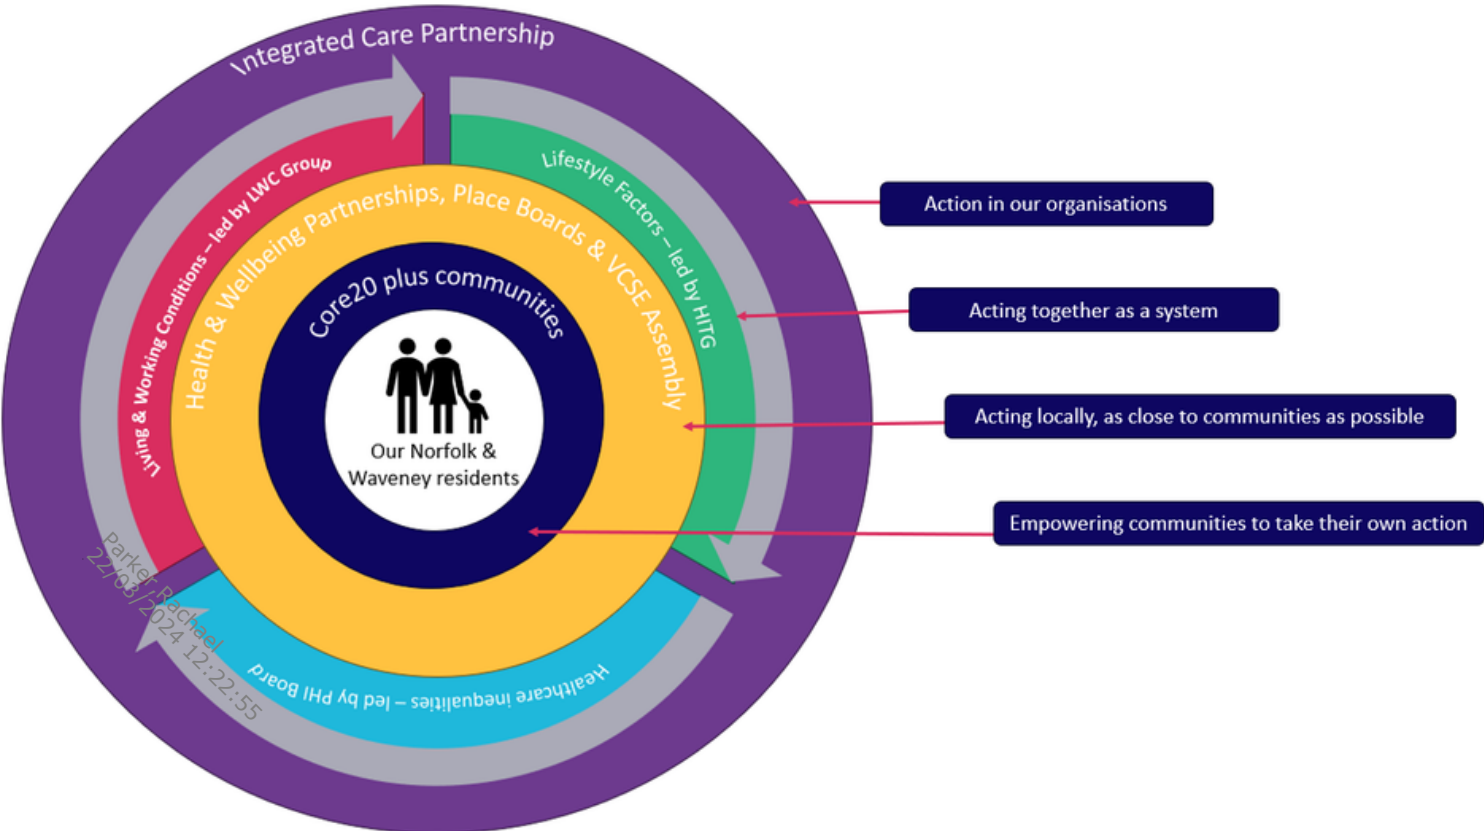 \ntegrated Care Partnership
Living & Working Conditions – led by LWC Group
Lifestyle Factors – led by HITG
Healthcare inequalities – led by PHI Board
Health & Wellbeing Partnerships, Place Boards & VCSE Assembly
Core20 plus communities
Our Norfolk &
Waveney residents
Action in our organisations
Acting together as a system
Acting locally, as close to communities as possible
Empowering communities to take their own action
Parker, Rachael
22/03/2024 12:22:55